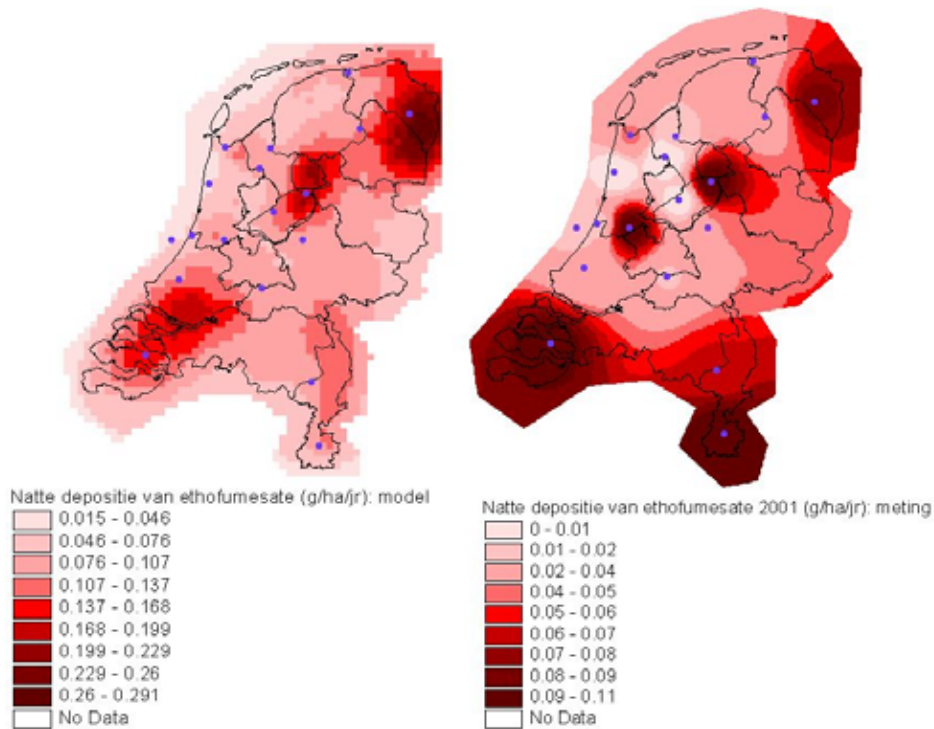 Natte depositie van ethofumesate (g/ha/jr): model
0.015 - 0.046
0.046 - 0.076
0.076 - 0.107
0.107 - 0.137
0.137 - 0.168
0.168 - 0.199
0.199 - 0.229
0.229 - 0.26
0.26 - 0.291
No Data
Natte depositie van ethofumesate 2001 (g/ha/jr): meting
0 - 0.01
0.01 - 0.02
0.02 - 0.04
0.04 - 0.05
0.05 - 0.06
0.06 - 0.07
0.07 - 0.08
0.08 - 0.09
0.09 - 0.11
No Data